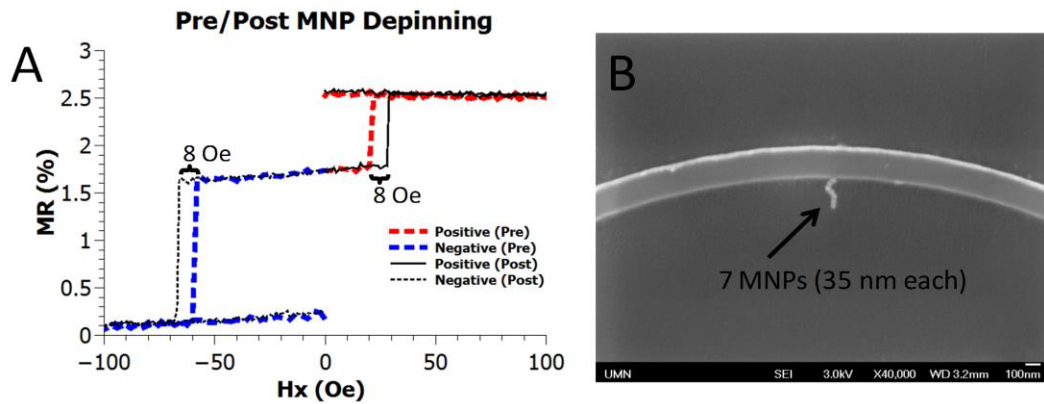 Pre/Post MNP Depinning
A
3
2.5
2
1.5
1
0.5
0
MR (%)
8 Oe
8 Oe
Positive (Pre)
Negative (Pre)
Positive (Post)
Negative (Post)
−100
−50
0
50
100
Hx (Oe)
B
7 MNPs (35 nm each)
UMN SEI 3.0kV X40,000 WD 3.2mm 100nm